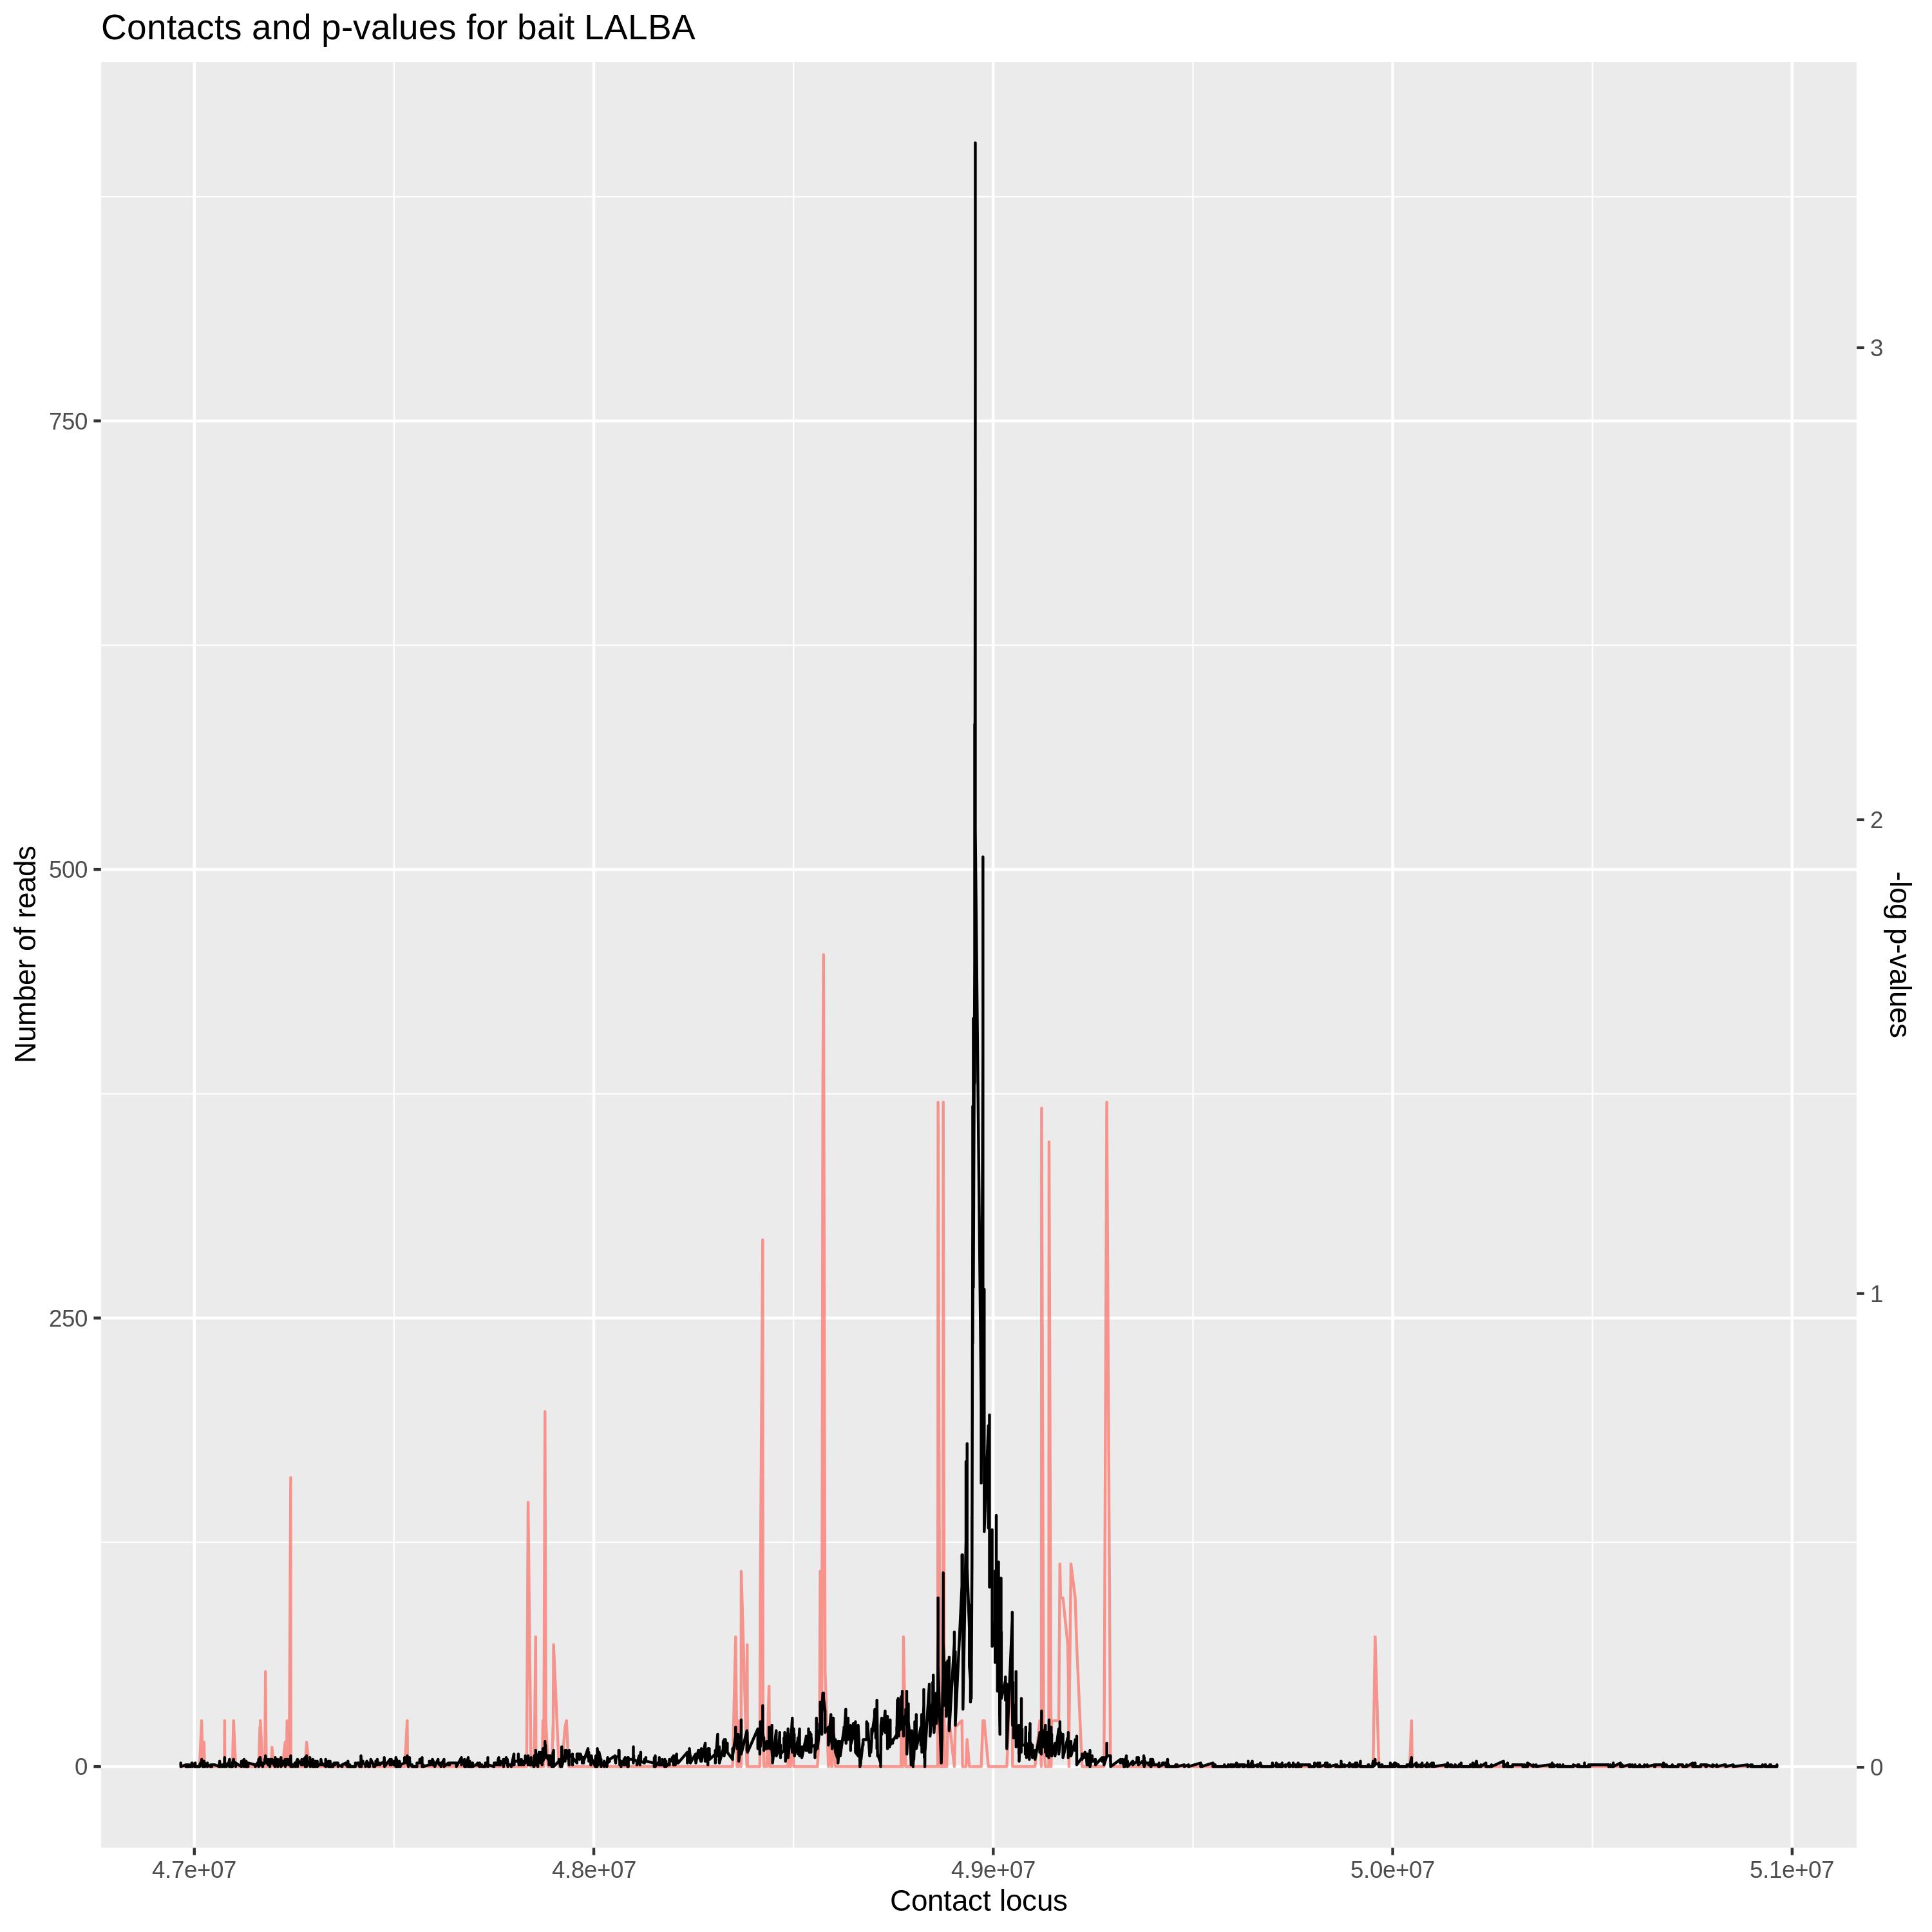 Contacts and p-values for bait LALBA
Number of reads
750
500
250
0
3
2
1
0
-log p-values
4.7e+07 4.8e+07 4.9e+07 5.0e+07 5.1e+07
Contact locus